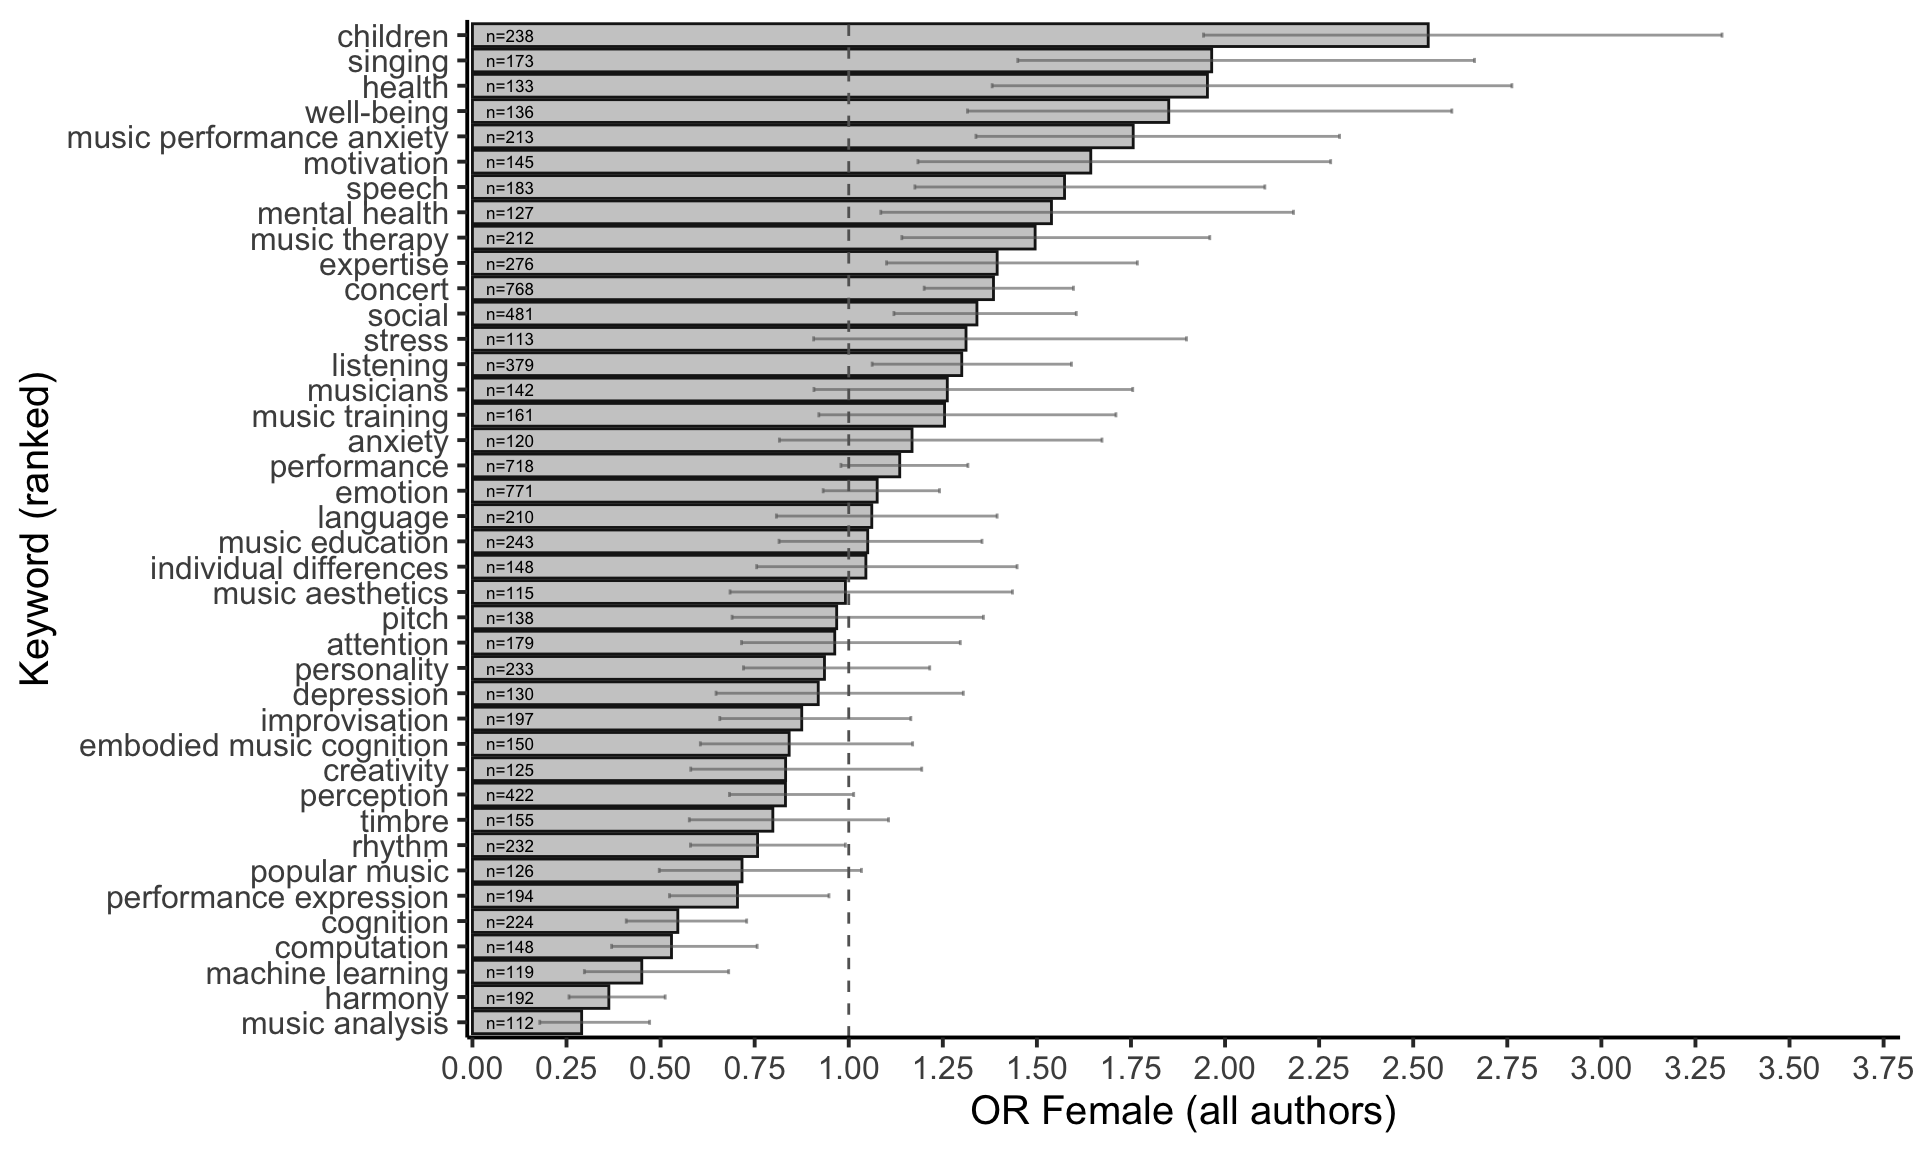 Keyword (ranked)
children n=238
singing n=173
health n=133
well-being n=136
music performance anxiety n=213
motivation n=145
speech n=183
mental health n=127
music therapy n=212
expertise n=276
concert n=768
social n=481
stress n=113
listening n=379
musicians n=142
music training n=161
anxiety n=120
performance n=718
emotion n=771
language n=210
music education n=243
individual differences n=148
music aesthetics n=115
pitch n=138
attention n=179
personality n=233
depression n=130
improvisation n=197
embodied music cognition n=150
creativity n=125
perception n=422
timbre n=155
rhythm n=232
popular music n=126
performance expression n=194
cognition n=224
computation n=148
machine learning n=119
harmony n=192
music analysis n=112
0.00 0.25 0.50 0.75 1.00 1.25 1.50 1.75 2.00 2.25 2.50 2.75 3.00 3.25 3.50 3.75
OR Female (all authors)